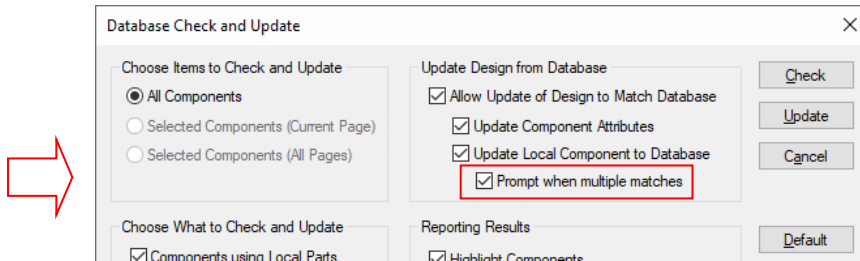 Database Check and Update
Choose Items to Check and Update
All Components
Selected Components (Current Page)
Selected Components (All Pages)
Update Design from Database
Allow Update of Design to Match Database
Update Component Attributes
Update Local Component to Database
Prompt when multiple matches
Check
Update
Cancel
Choose What to Check and Update
Components using Local Parts
Reporting Results
Highlight Components
Default